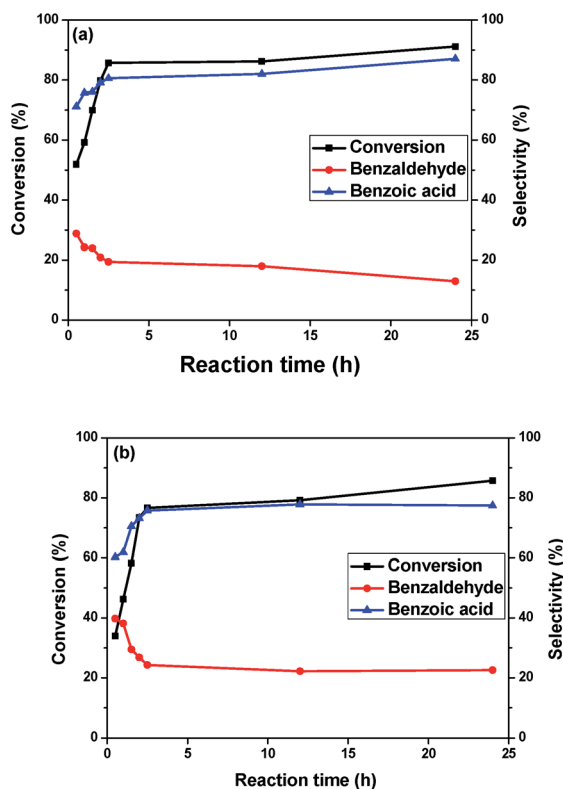 (a)
100
80
60
40
20
0
Conversion (%)
100
80
60
40
20
0
Selectivity (%)
Conversion
Benzaldehyde
Benzoic acid
0 5 10 15 20 25
Reaction time (h)
(b)
100
80
60
40
20
0
Conversion (%)
100
80
60
40
20
0
Selectivity (%)
Conversion
Benzaldehyde
Benzoic acid
0 5 10 15 20 25
Reaction time (h)